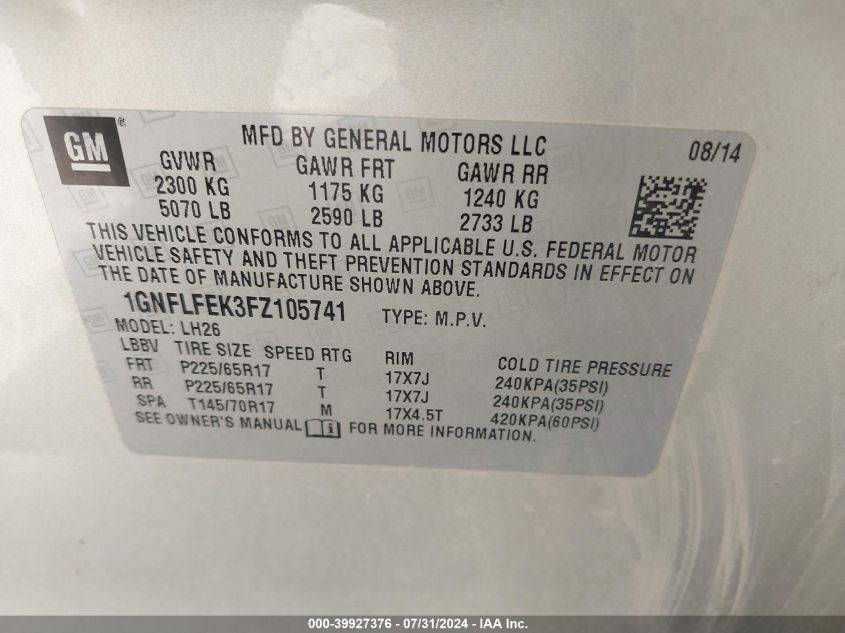 GM ®
MFD BY GENERAL MOTORS LLC 08/14
GVWR GAWR FRT GAWR RR
2300 KG 1175 KG 1240 KG
5070 LB 2590 LB 2733 LB
THIS VEHICLE CONFORMS TO ALL APPLICABLE U.S. FEDERAL MOTOR
VEHICLE SAFETY AND THEFT PREVENTION STANDARDS IN EFFECT ON
THE DATE OF MANUFACTURE SHOWN ABOVE.
1GNFLFEK3FZ105741 TYPE: M.P.V.
MODEL: LH26
LBBV TIRE SIZE SPEED RTG RIM COLD TIRE PRESSURE
FRT P225/65R17 T 17X7J 240KPA(35PSI)
RR P225/65R17 T 17X7J 240KPA(35PSI)
SPA T145/70R17 M 17X4.5T 420KPA(60PSI)
SEE OWNER'S MANUAL FOR MORE INFORMATION.
000-39927376 - 07/31/2024 - IAA Inc.